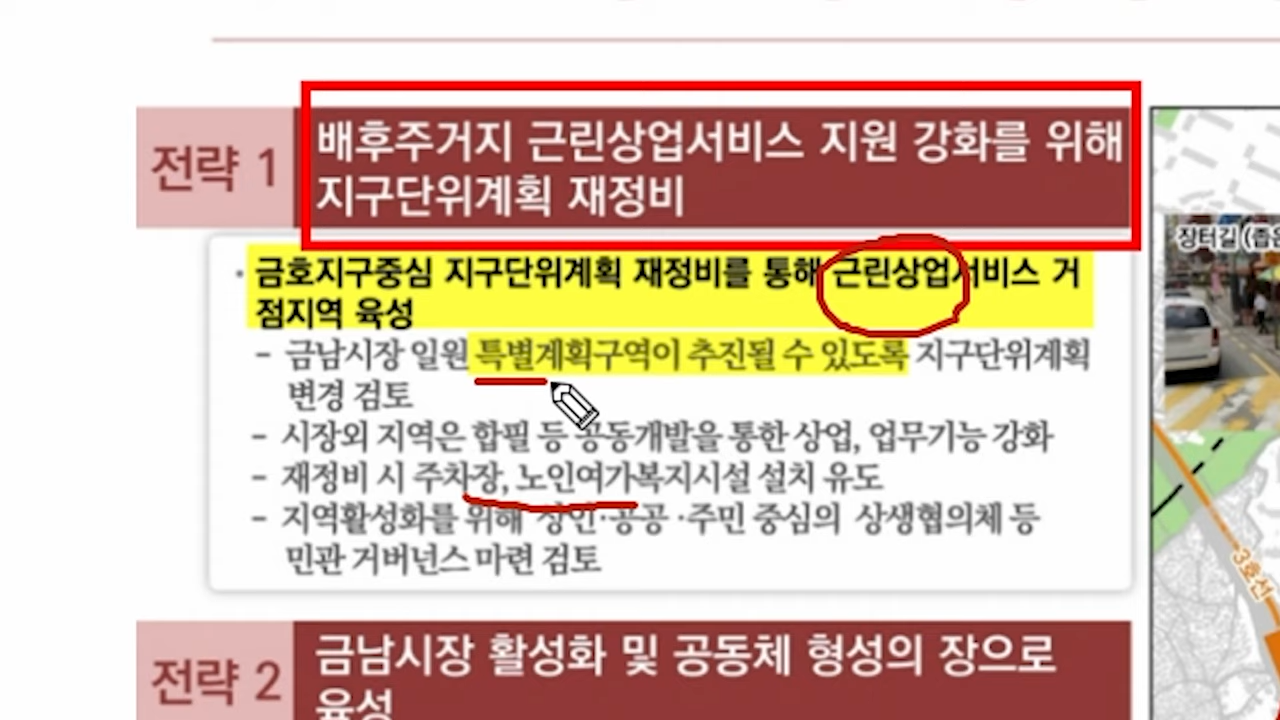 전략 1
배후주거지 근린상업서비스 지원 강화를 위해
지구단위계획 재정비
· 금호지구중심 지구단위계획 재정비를 통해 근린상업서비스 거
점지역 육성
- 금남시장 일원 특별계획구역이 추진될 수 있도록 지구단위계획
변경 검토
- 시장외 지역은 합필 등 공동개발을 통한 상업, 업무기능 강화
- 재정비 시 주차장, 노인여가복지시설 설치 유도
- 지역활성화를 위해 상인·공공·주민 중심의 상생협의체 등
민관 거버넌스 마련 검토
전략 2
금남시장 활성화 및 공동체 형성의 장으로
육성
장터길
3호선